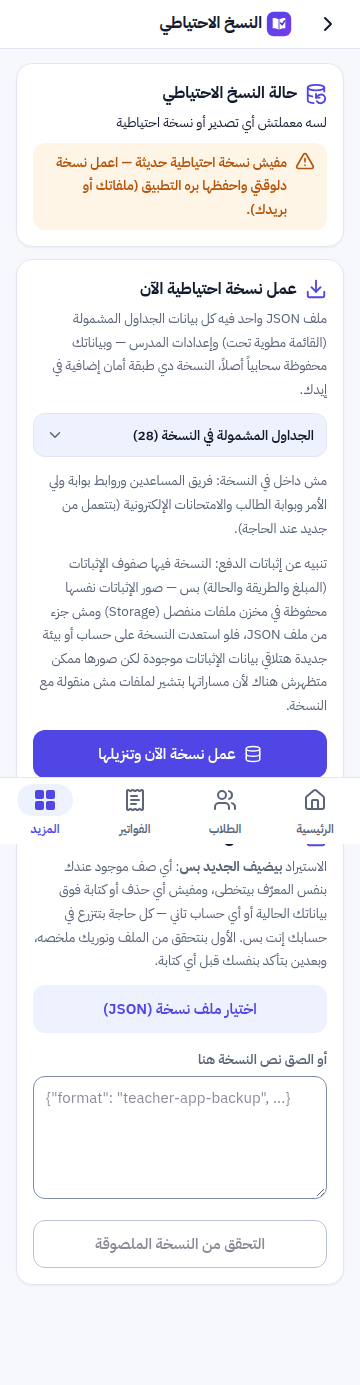 النسخ الاحتياطي
حالة النسخ الاحتياطي
لسه معملتش أي تصدير أو نسخة احتياطية
مفيش نسخة احتياطية حديثة — اعمل نسخة
دلوقتي واحفظها بره التطبيق (ملفاتك أو
بريدك).
عمل نسخة احتياطية الآن
ملف JSON واحد فيه كل بيانات الجداول المشمولة
(القائمة مطوية تحت) وإعدادات المدرس — وبياناتك
محفوظة سحابياً أصلاً، النسخة دي طبقة أمان إضافية في
إيدك.
الجداول المشمولة في النسخة (28)
مش داخل في النسخة: فريق المساعدين وروابط بوابة ولي
الأمر وبوابة الطالب والامتحانات الإلكترونية (بتتعمل من
جديد عند الحاجة).
تنبيه عن إثباتات الدفع: النسخة فيها صفوف الإثباتات
(المبلغ والطريقة والحالة) بس — صور الإثباتات نفسها
محفوظة في مخزن ملفات منفصل (Storage) ومش جزء
من ملف JSON، فلو استعدت النسخة على حساب أو بيئة
جديدة هتلاقي بيانات الإثباتات موجودة لكن صورها ممكن
متظهرش هناك لأن مساراتها بتشير لملفات مش منقولة مع
النسخة.
عمل نسخة الآن وتنزيلها
الرئيسية
الطلاب
الفواتير
المزيد
الاستيراد بيضيف الجديد بس: أي صف موجود عندك
بنفس المعرّف بيتخطى، ومفيش أي حذف أو كتابة فوق
بياناتك الحالية أو أي حساب تاني — كل حاجة بتتزرع في
حسابك إنت بس. الأول بنتحقق من الملف ونوريك ملخصه،
وبعدين بتأكد بنفسك قبل أي كتابة.
اختيار ملف نسخة (JSON)
أو الصق نص النسخة هنا
{"format": "teacher-app-backup", ...}
التحقق من النسخة الملصوقة